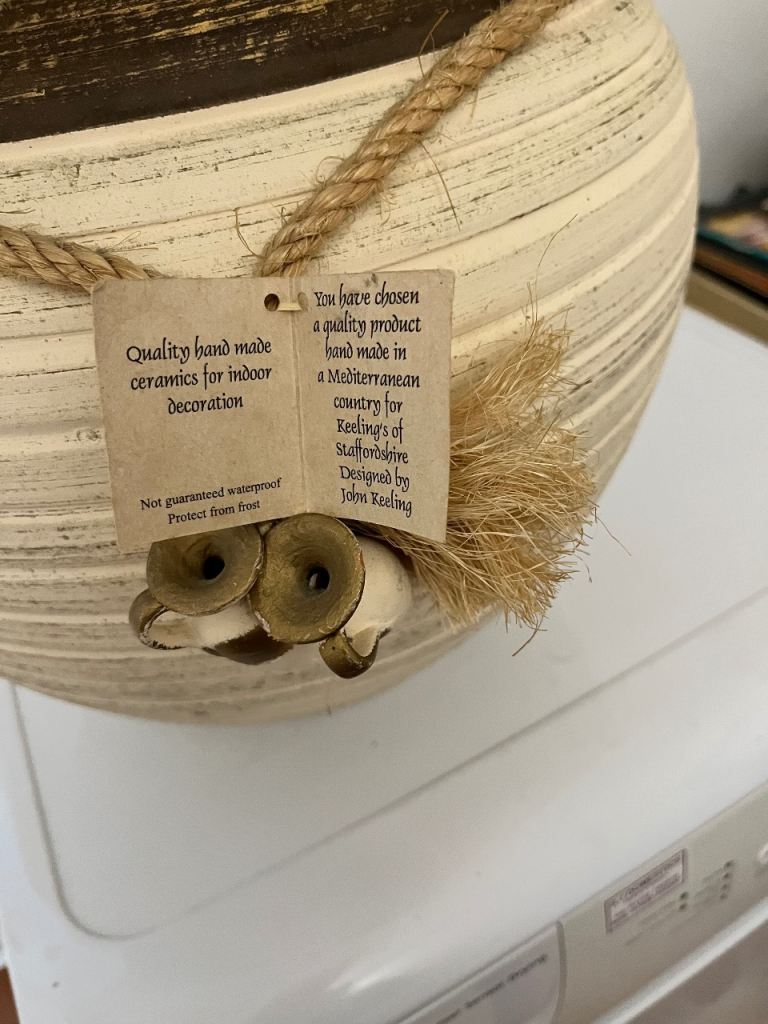 Quality hand made
ceramics for indoor
decoration
Not guaranteed waterproof
Protect from frost
You have chosen
a quality product
hand made in
a Mediterranean
country for
Keeling's of
Staffordshire
Designed by
John Keeling